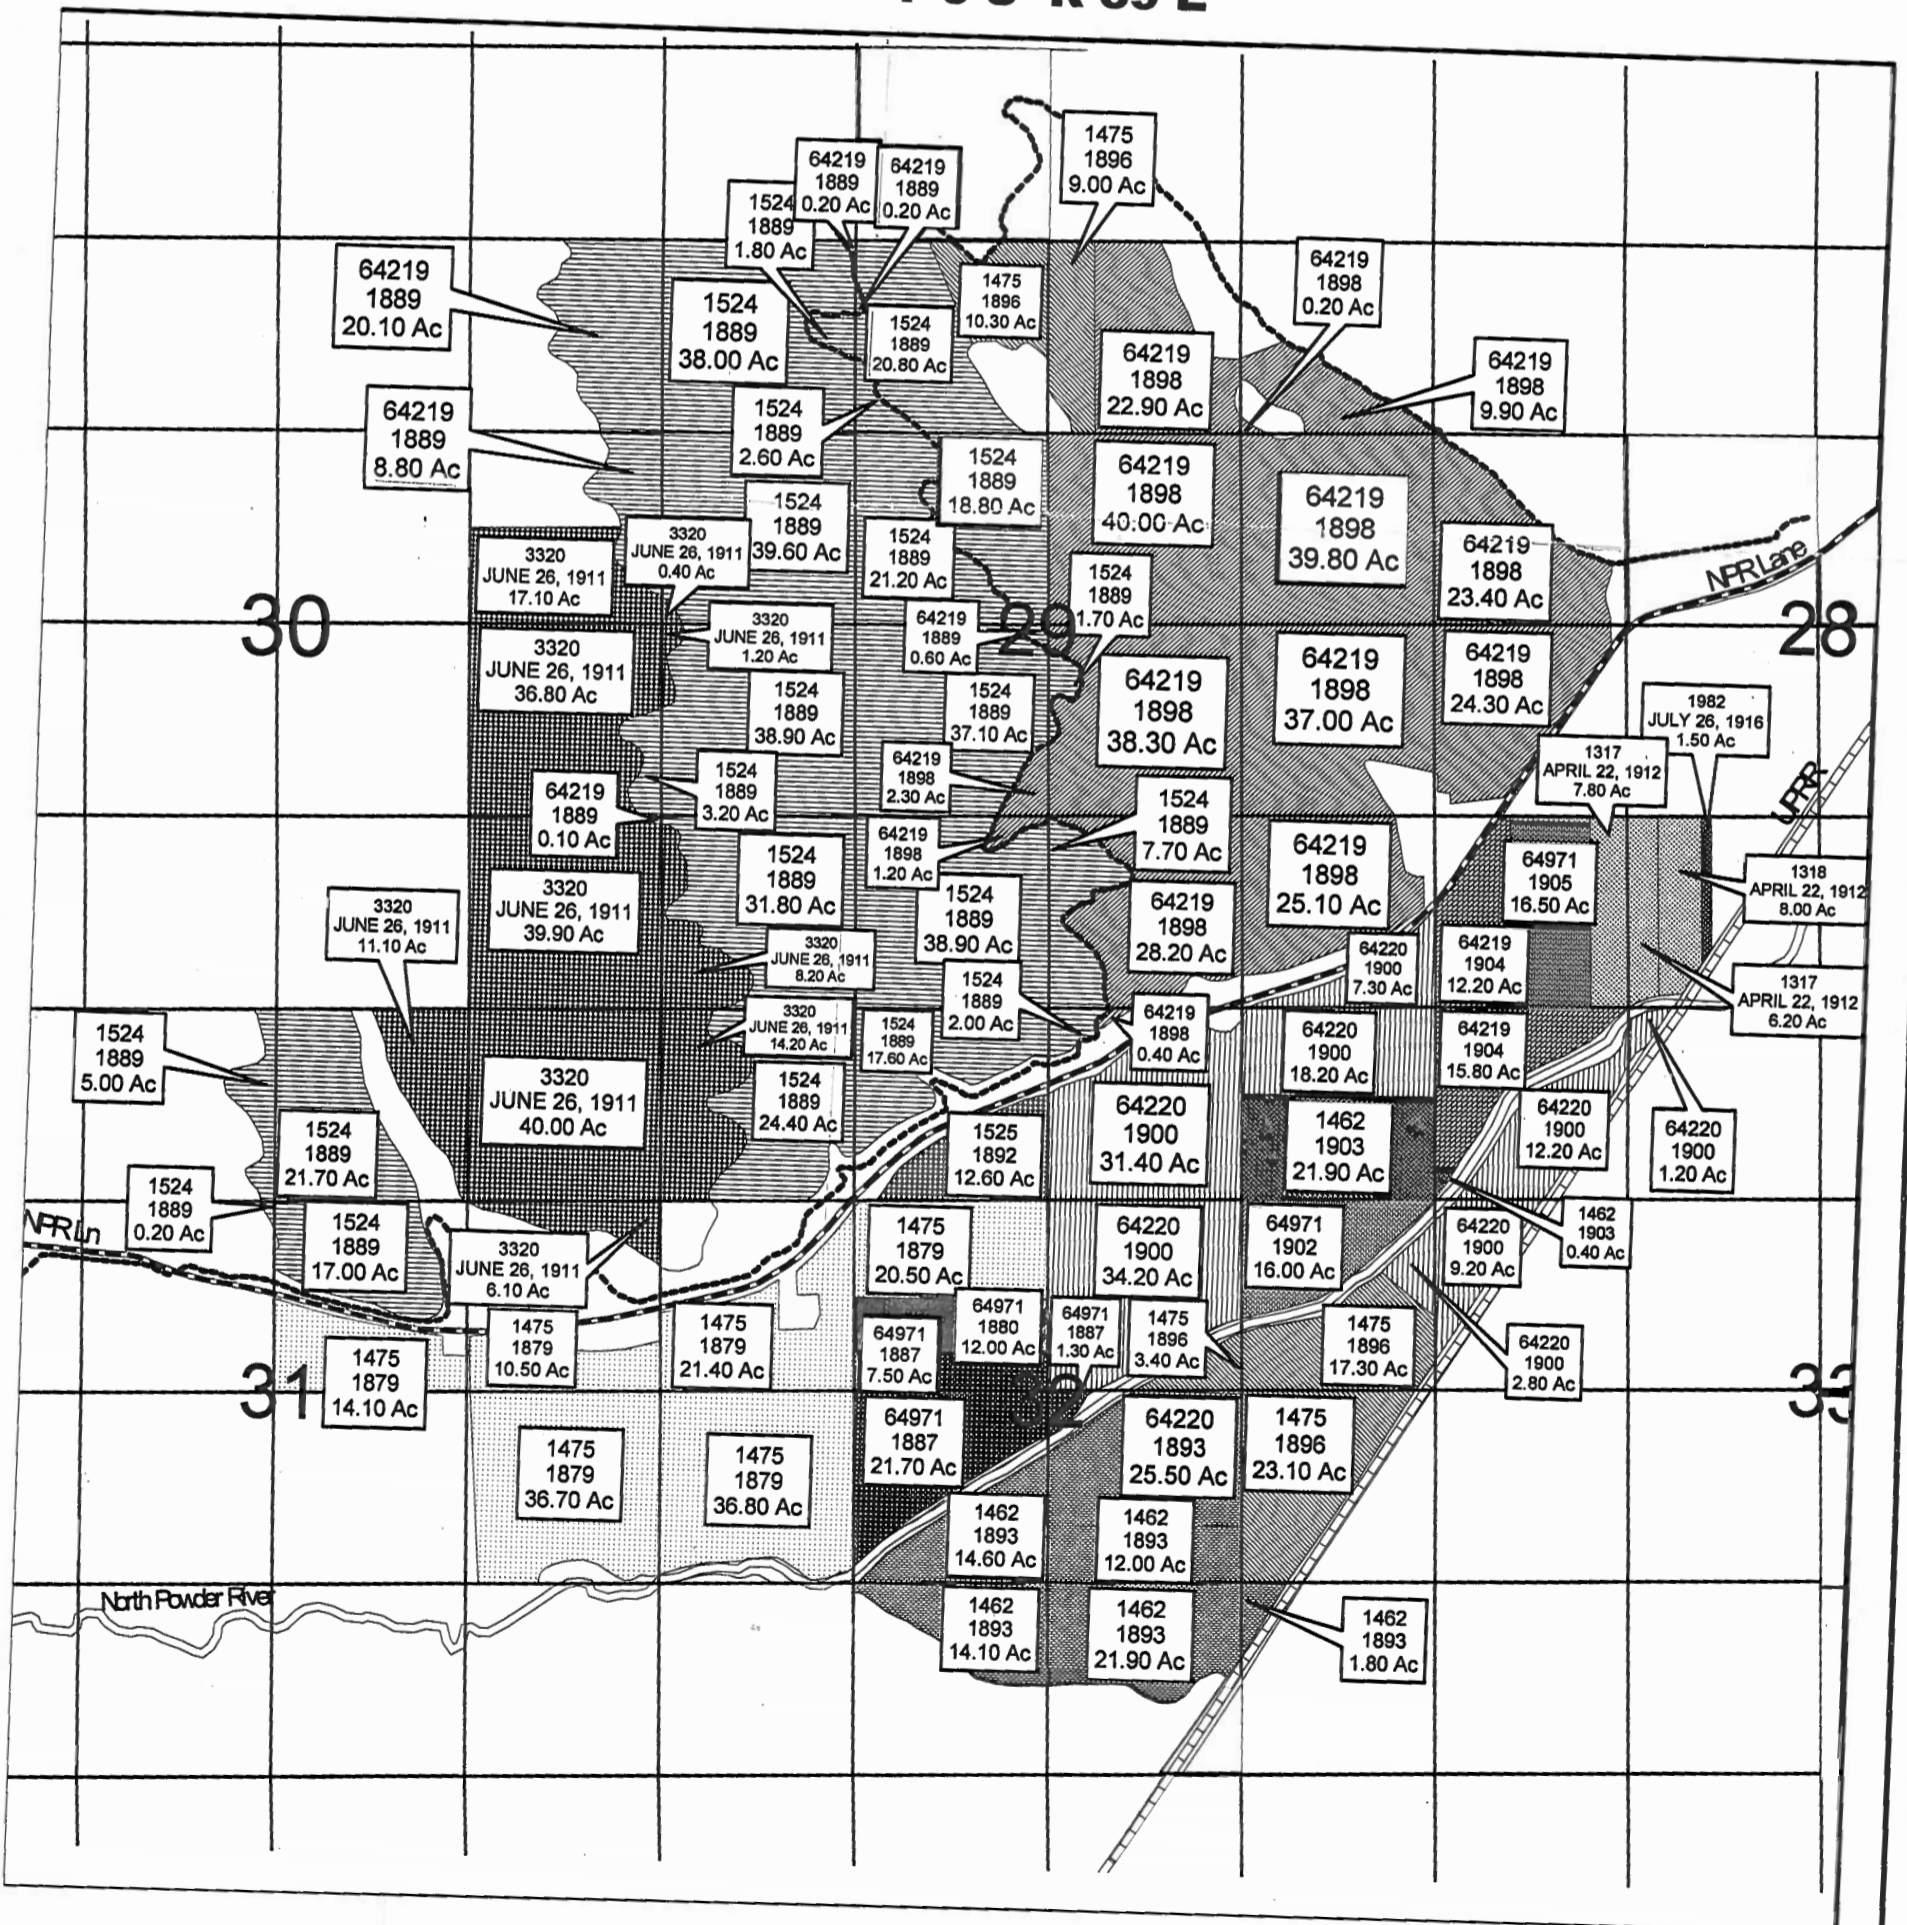 64219
1889
0.20 Ac
64219
1889
0.20 Ac
1475
1896
9.00 Ac
1524
1889
1.80 Ac
64219
1889
20.10 Ac
1524
1889
38.00 Ac
1475
1896
10.30 Ac
64219
1898
0.20 Ac
1524
1889
20.80 Ac
64219
1898
22.90 Ac
64219
1898
9.90 Ac
64219
1889
8.80 Ac
1524
1889
2.60 Ac
1524
1889
18.80 Ac
64219
1898
40.00 Ac
64219
1898
39.80 Ac
1524
1889
39.60 Ac
3320
JUNE 26, 1911
0.40 Ac
3320
JUNE 26, 1911
17.10 Ac
1524
1889
21.20 Ac
64219
1898
23.40 Ac
NPR Lane
1524
1889
1.70 Ac
30
29
28
3320
JUNE 26, 1911
1.20 Ac
64219
1889
0.60 Ac
3320
JUNE 26, 1911
36.80 Ac
64219
1898
37.00 Ac
64219
1898
24.30 Ac
1524
1889
38.90 Ac
1524
1889
37.10 Ac
64219
1898
38.30 Ac
1982
JULY 26, 1916
1.50 Ac
1317
APRIL 22, 1912
7.80 Ac
UPRR
1524
1889
3.20 Ac
64219
1898
2.30 Ac
64219
1889
0.10 Ac
1524
1889
7.70 Ac
64219
1898
1.20 Ac
1524
1889
31.80 Ac
64219
1898
25.10 Ac
64971
1905
16.50 Ac
1318
APRIL 22, 1912
8.00 Ac
3320
JUNE 26, 1911
39.90 Ac
3320
JUNE 26, 1911
11.10 Ac
1524
1889
38.90 Ac
64219
1898
28.20 Ac
3320
JUNE 26, 1911
8.20 Ac
64220
1900
7.30 Ac
64219
1904
12.20 Ac
1524
1889
2.00 Ac
1317
APRIL 22, 1912
6.20 Ac
1524
1889
5.00 Ac
3320
JUNE 26, 1911
14.20 Ac
1524
1889
17.60 Ac
64219
1898
0.40 Ac
64220
1900
18.20 Ac
64219
1904
15.80 Ac
3320
JUNE 26, 1911
40.00 Ac
1524
1889
24.40 Ac
64220
1900
31.40 Ac
1524
1889
21.70 Ac
1525
1892
12.60 Ac
1462
1903
21.90 Ac
64220
1900
12.20 Ac
64220
1900
1.20 Ac
1524
1889
0.20 Ac
NPR Ln
1524
1889
17.00 Ac
3320
JUNE 26, 1911
6.10 Ac
1475
1879
20.50 Ac
64220
1900
34.20 Ac
64971
1902
16.00 Ac
64220
1900
9.20 Ac
1462
1903
0.40 Ac
1475
1879
10.50 Ac
1475
1879
21.40 Ac
64971
1880
12.00 Ac
64971
1887
1.30 Ac
1475
1896
3.40 Ac
1475
1896
17.30 Ac
64220
1900
2.80 Ac
64971
1887
7.50 Ac
31
1475
1879
14.10 Ac
32
33
64971
1887
21.70 Ac
64220
1893
25.50 Ac
1475
1896
23.10 Ac
1475
1879
36.70 Ac
1475
1879
36.80 Ac
1462
1893
14.60 Ac
1462
1893
12.00 Ac
North Powder River
1462
1893
14.10 Ac
1462
1893
21.90 Ac
1462
1893
1.80 Ac